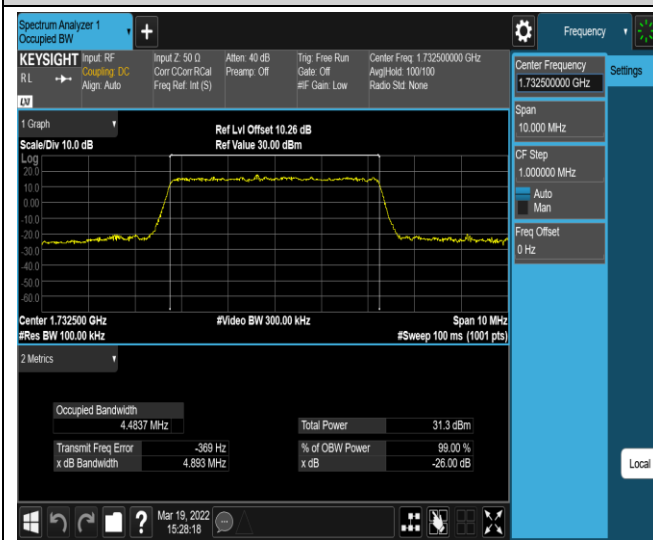 Spectrum Analyzer 1
Occupied BW
+
Frequency
KEYSIGHT
RL
LXI
Input: RF
Coupling: DC
Align: Auto
Input Z: 50 Ω
Corr CCorr RCal
Freq Ref: Int (S)
Atten: 40 dB
Preamp: Off
Trig: Free Run
Gate: Off
#IF Gain: Low
Center Freq: 1.732500000 GHz
Avg|Hold: 100/100
Radio Std: None
Center Frequency
1.732500000 GHz
Settings
Span
10.000 MHz
CF Step
1.000000 MHz
Auto
Man
Freq Offset
0 Hz
1 Graph
Scale/Div 10.0 dB
Ref Lvl Offset 10.26 dB
Ref Value 30.00 dBm
Log
20.0
10.0
0.00
-10.0
-20.0
-30.0
-40.0
-50.0
-60.0
Center 1.732500 GHz
#Video BW 300.00 kHz
Span 10 MHz
#Res BW 100.00 kHz
#Sweep 100 ms (1001 pts)
2 Metrics
Occupied Bandwidth
4.4837 MHz
Total Power 31.3 dBm
Transmit Freq Error -369 Hz
% of OBW Power 99.00 %
x dB Bandwidth 4.893 MHz
x dB -26.00 dB
Local
?
Mar 19, 2022
15:28:18